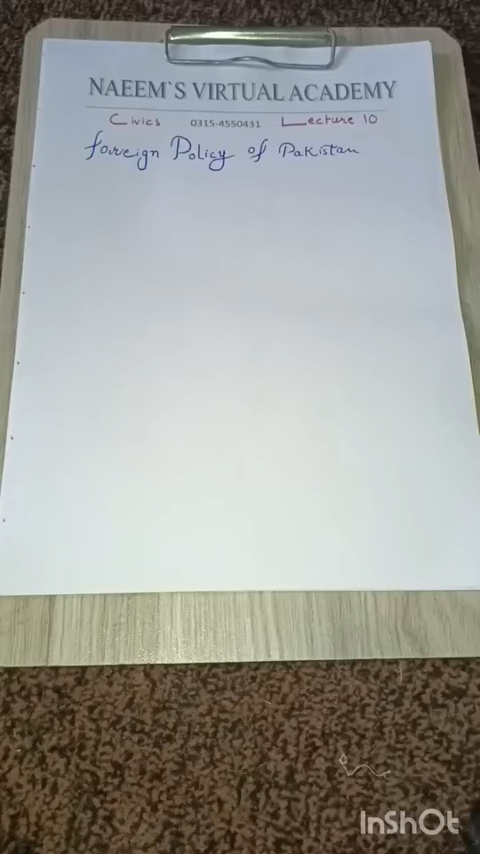 NAEEM`S VIRTUAL ACADEMY
Civics 0315-4550431 Lecture 10
foreign Policy of Pakistan
InShOt